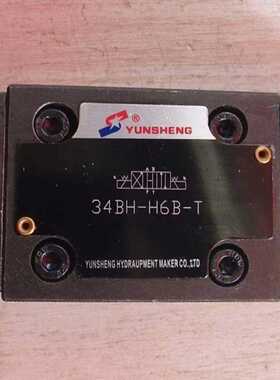 YUNSHENG
34BH-H6B-T
YUNSHENG HYDRAUPMENT MAKER CO.,LTD